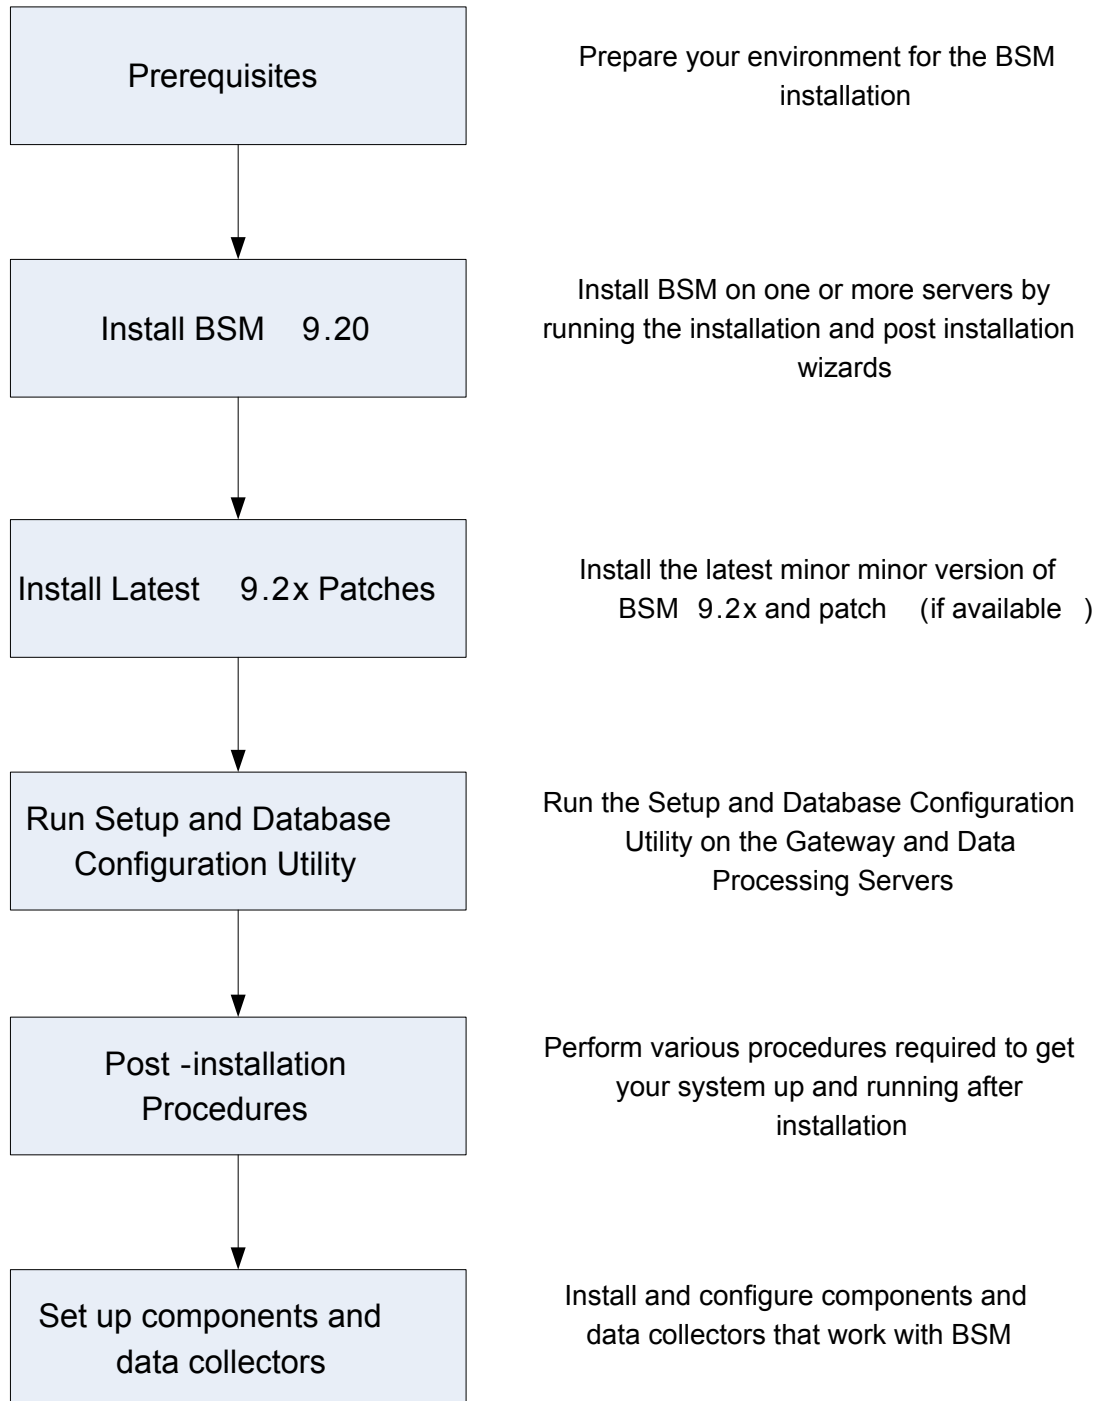 Prerequisites
Prepare your environment for the BSM
installation
Install BSM 9.20
Install BSM on one or more servers by
running the installation and post installation
wizards
Install Latest 9.2x Patches
Install the latest minor minor version of
BSM 9.2x and patch (if available )
Run Setup and Database
Configuration Utility
Run the Setup and Database Configuration
Utility on the Gateway and Data
Processing Servers
Post -installation
Procedures
Perform various procedures required to get
your system up and running after
installation
Set up components and
data collectors
Install and configure components and
data collectors that work with BSM